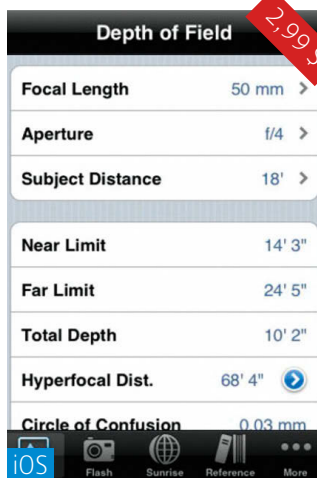 Depth of Field
2,99 $
Focal Length 50 mm
Aperture f/4
Subject Distance 18'
Near Limit 14' 3"
Far Limit 24' 5"
Total Depth 10' 2"
Hyperfocal Dist. 68' 4"
Circle of Confusion 0.03 mm
iOS
Flash Sunrise Reference More